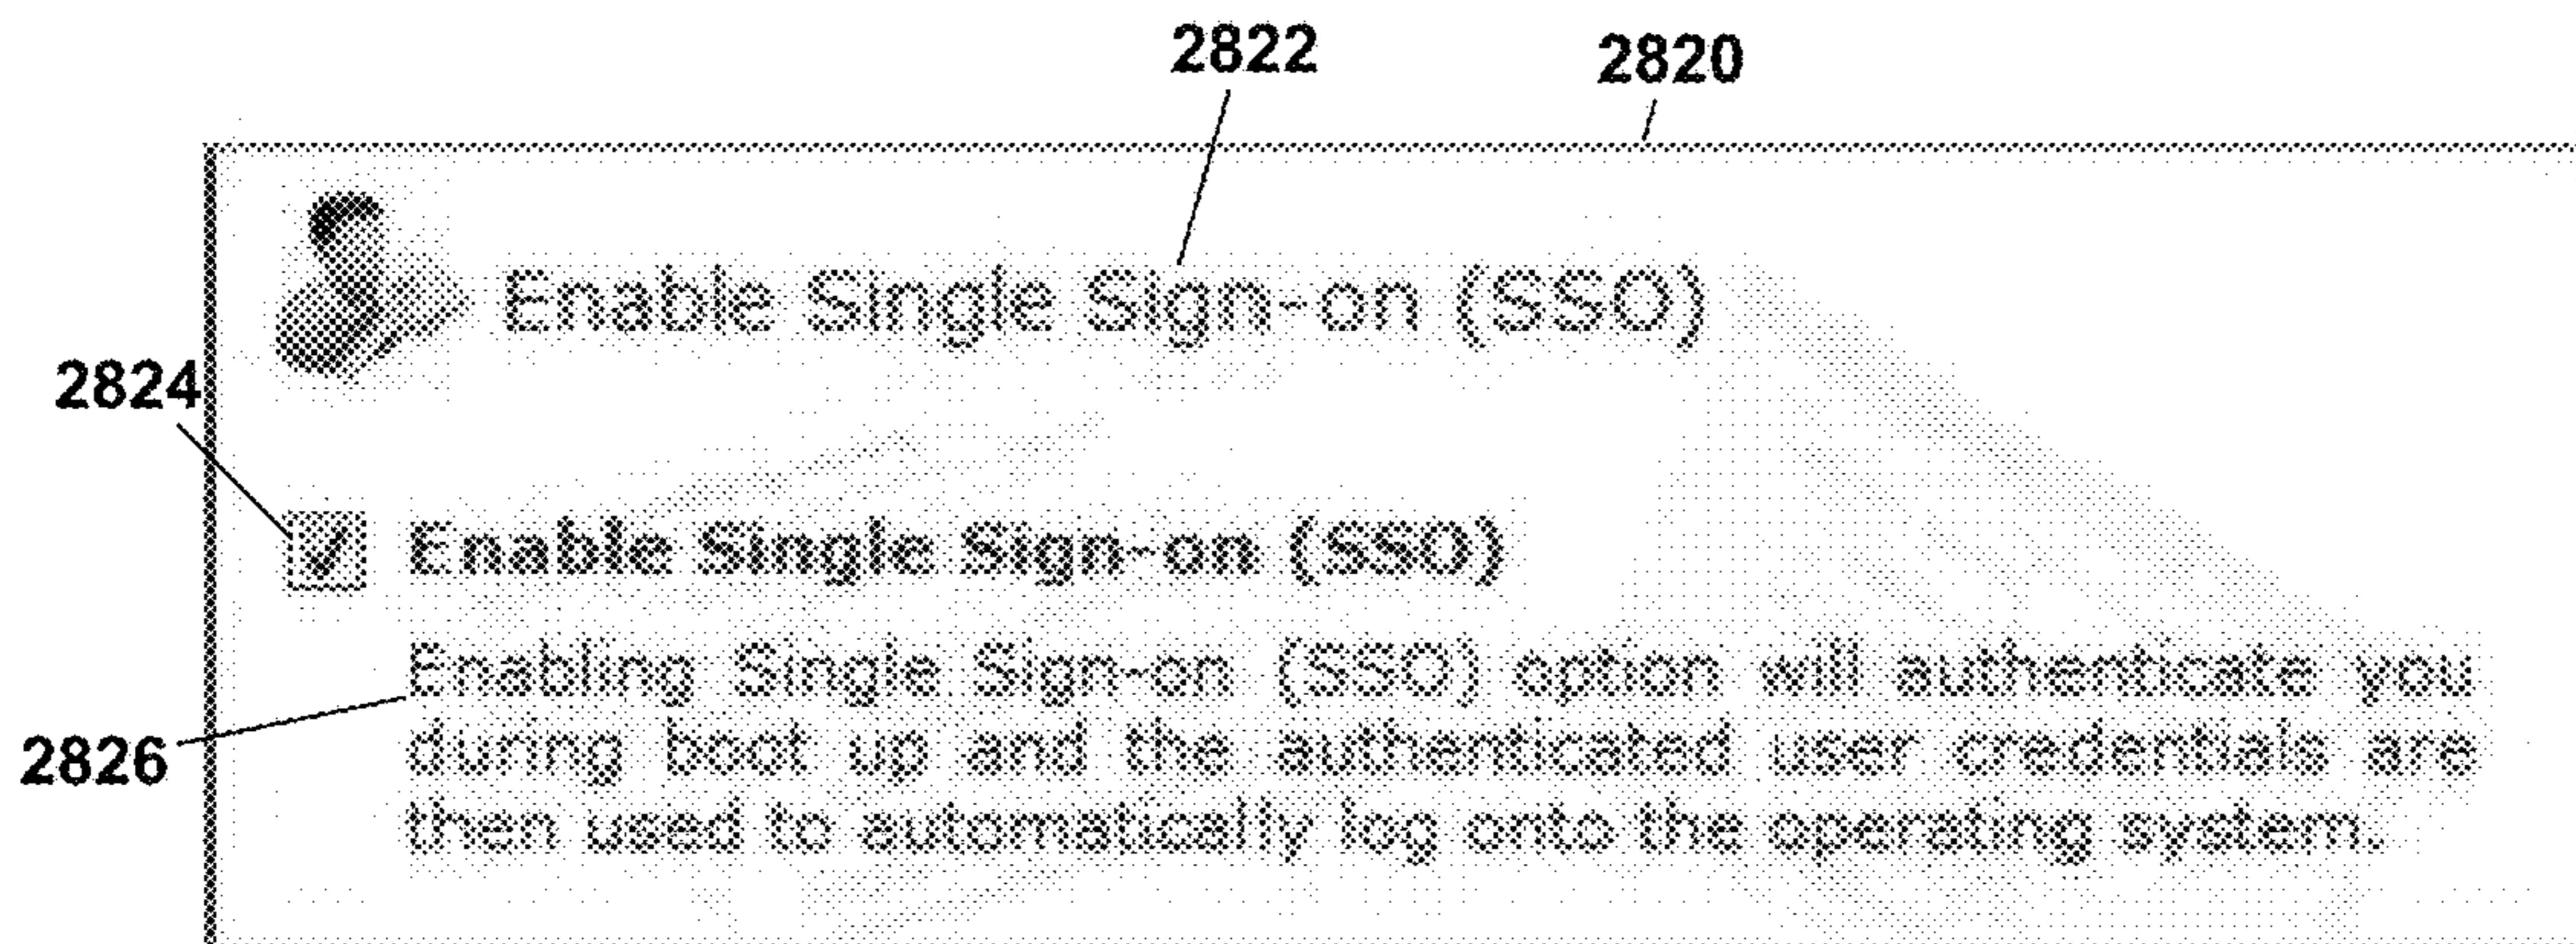 2822 2820
Enable Single Sign-on (SSO)
2824
Enable Single Sign-on (SSO)
Enabling Single Sign-on (SSO) option will authenticate you
during boot up and the authenticated user credentials are
2826
then used to automatically log onto the operating system.